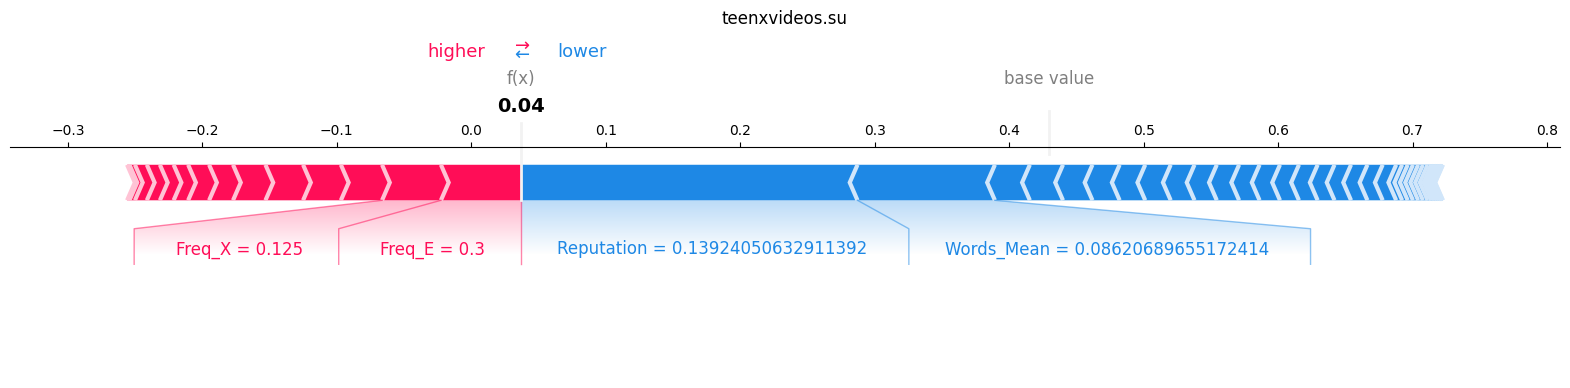 teenxvideos.su
higher ⇄ lower
f(x) base value
0.04
−0.3 −0.2 −0.1 0.0 0.1 0.2 0.3 0.4 0.5 0.6 0.7 0.8
Freq_X = 0.125 Freq_E = 0.3 Reputation = 0.13924050632911392 Words_Mean = 0.08620689655172414